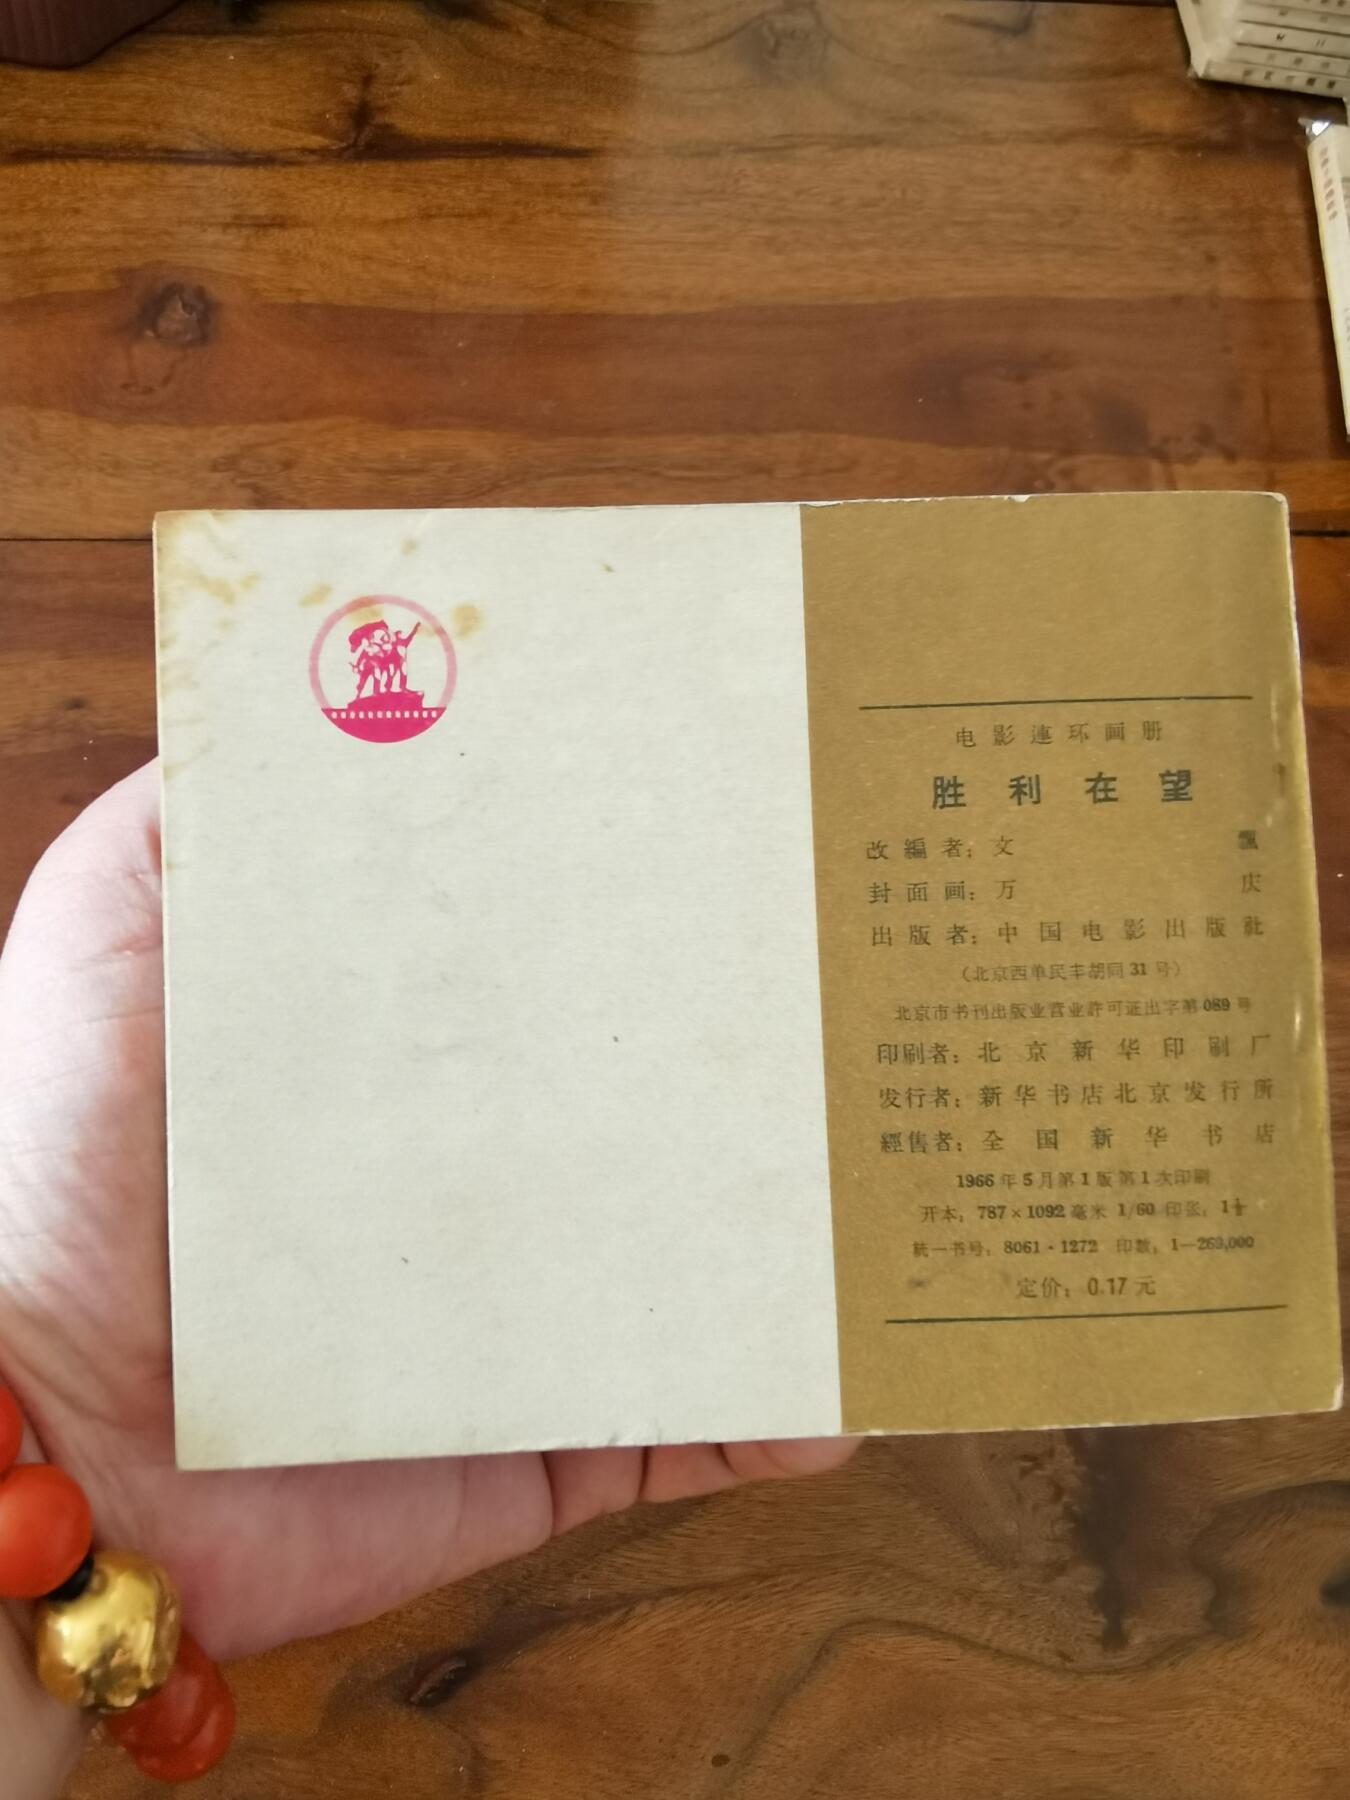 电影連环画册
胜利在望
改編者：文飄
封面画：万庆
出版者：中国电影出版社
（北京西单民丰胡同31号）
北京市书刊出版业营业許可証出字第089号
印刷者：北京新华印刷厂
发行者：新华书店北京发行所
經售者：全国新华书店
1966年5月第1版第1次印刷
开本：787×1092毫米 1/60 印张：1½
統一书号：8061·1272 印数：1—260,000
定价：0.17元